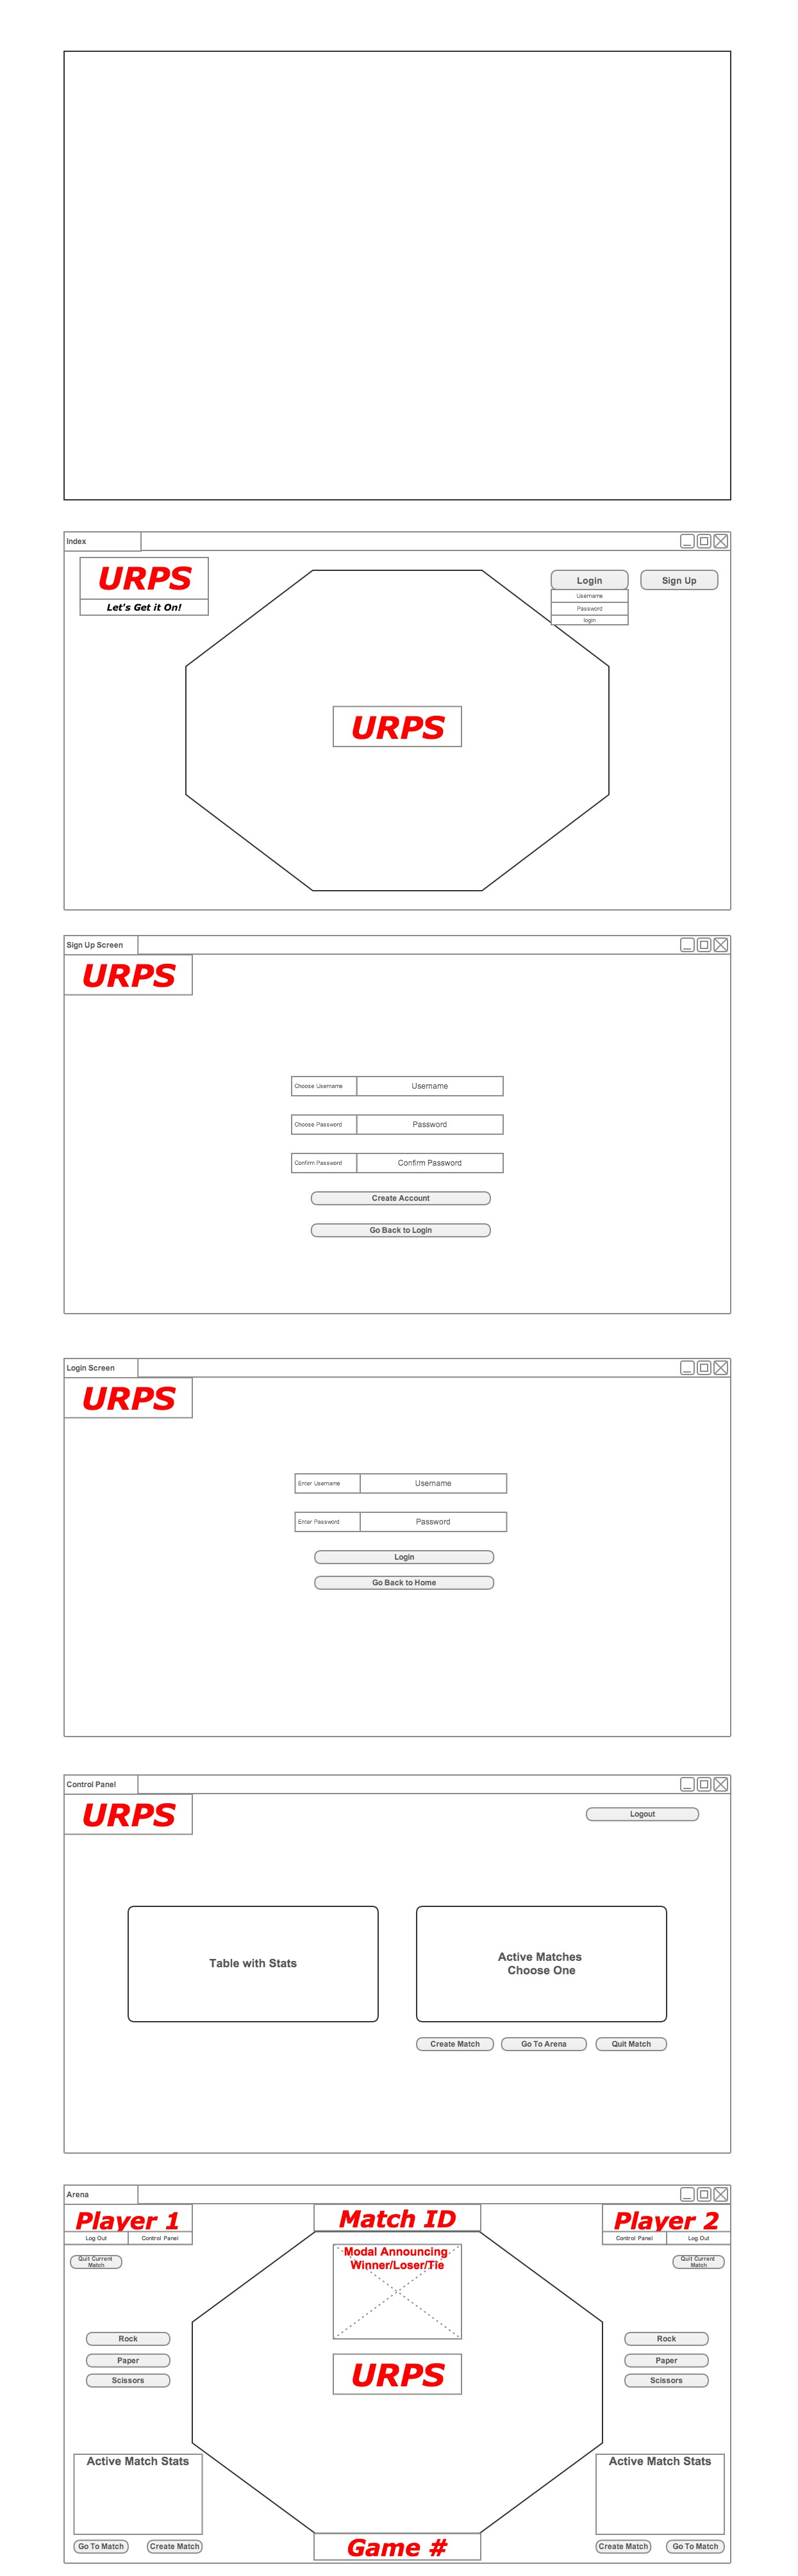 Index
URPS
Let's Get it On!
Login
Sign Up
Username
Password
login
URPS
Sign Up Screen
URPS
Choose Username
Username
Choose Password
Password
Confirm Password
Confirm Password
Create Account
Go Back to Login
Login Screen
URPS
Enter Username
Username
Enter Password
Password
Login
Go Back to Home
Control Panel
URPS
Logout
Table with Stats
Active Matches
Choose One
Create Match
Go To Arena
Quit Match
Arena
Player 1
Match ID
Player 2
Log Out
Control Panel
Control Panel
Log Out
Quit Current
Match
Modal Announcing
Winner/Loser/Tie
Quit Current
Match
Rock
Paper
Scissors
URPS
Rock
Paper
Scissors
Active Match Stats
Active Match Stats
Go To Match
Create Match
Game #
Create Match
Go To Match